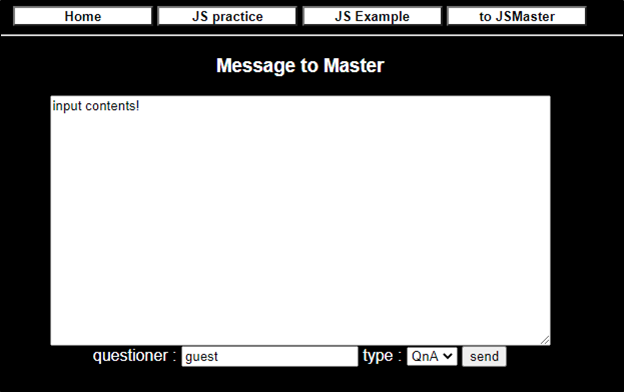 Home JS practice JS Example to JSMaster
Message to Master
input contents!
questioner : guest type : QnA send